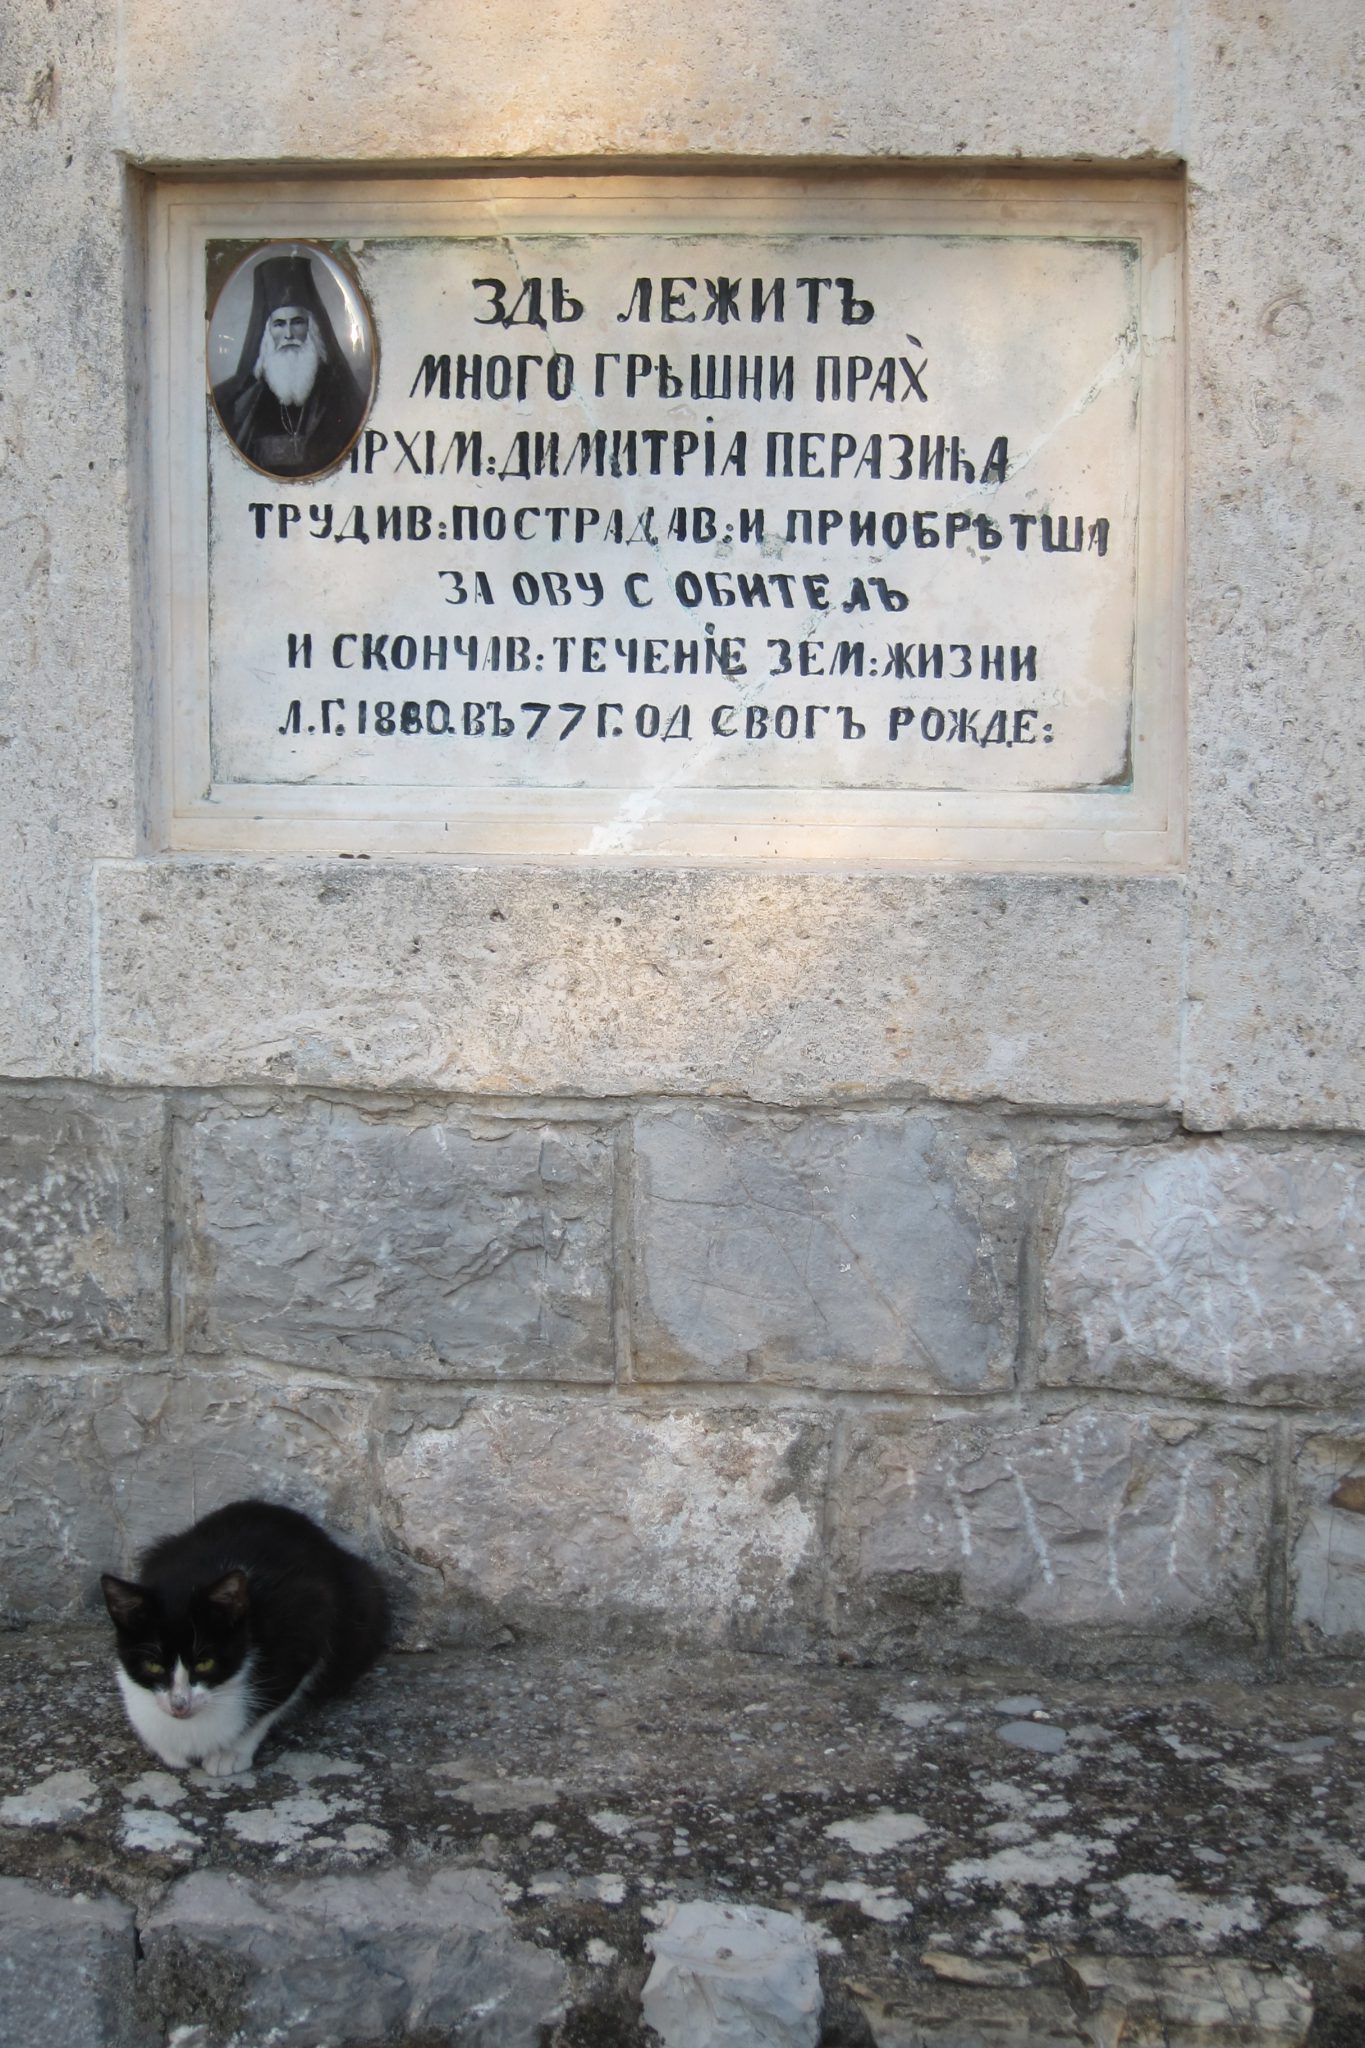 ЗДѢ ЛЕЖИТЪ
МНОГО ГРѢШНИ ПРАХ̀
АРХІМ:ДИМИТРІА ПЕРАЗИЋА
ТРУДИВ:ПОСТРАДАВ:И ПРИОБРѢТША
ЗА ОВУ С ОБИТЕЛЪ
И СКОНЧАВ:ТЕЧЕНІЕ ЗЕМ:ЖИЗНИ
Л.Г.1880.ВЪ77Г.ОД СВОГЪ РОЖДЕ: